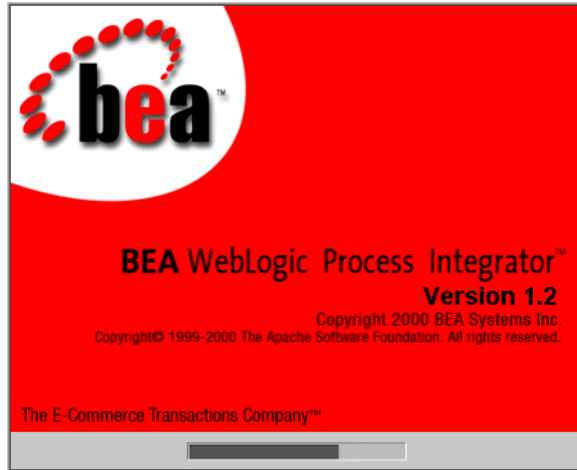 bea™
BEA WebLogic Process Integrator™
Version 1.2
Copyright 2000 BEA Systems Inc.
Copyright© 1999-2000 The Apache Software Foundation. All rights reserved.
The E-Commerce Transactions Company™